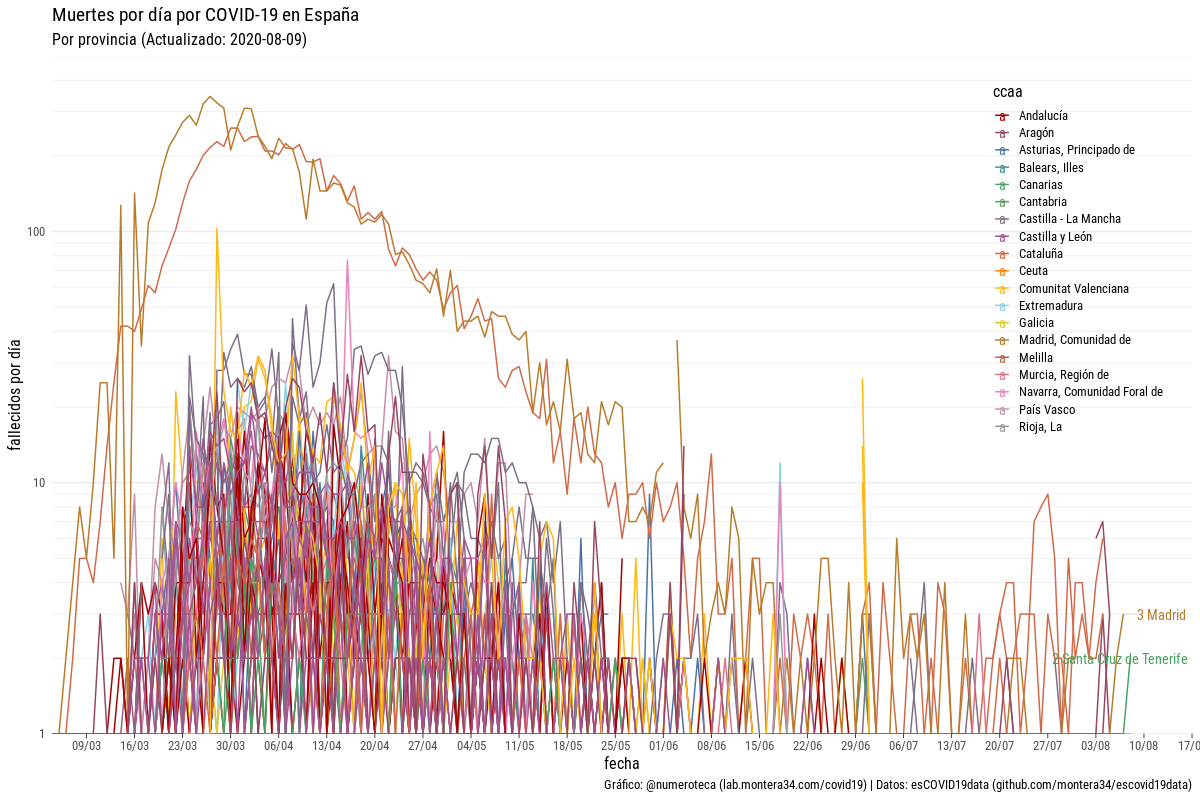 Muertes por día por COVID-19 en España
Por provincia (Actualizado: 2020-08-09)
ccaa
Andalucía
Aragón
Asturias, Principado de
Balears, Illes
Canarias
Cantabria
Castilla - La Mancha
Castilla y León
Cataluña
Ceuta
Comunitat Valenciana
Extremadura
Galicia
Madrid, Comunidad de
Melilla
Murcia, Región de
Navarra, Comunidad Foral de
País Vasco
Rioja, La
fallecidos por día
100
10
1
3 Madrid
2 Santa Cruz de Tenerife
09/03 16/03 23/03 30/03 06/04 13/04 20/04 27/04 04/05 11/05 18/05 25/05 01/06 08/06 15/06 22/06 29/06 06/07 13/07 20/07 27/07 03/08 10/08 17/0
fecha
Gráfico: @numeroteca (lab.montera34.com/covid19) | Datos: esCOVID19data (github.com/montera34/escovid19data)